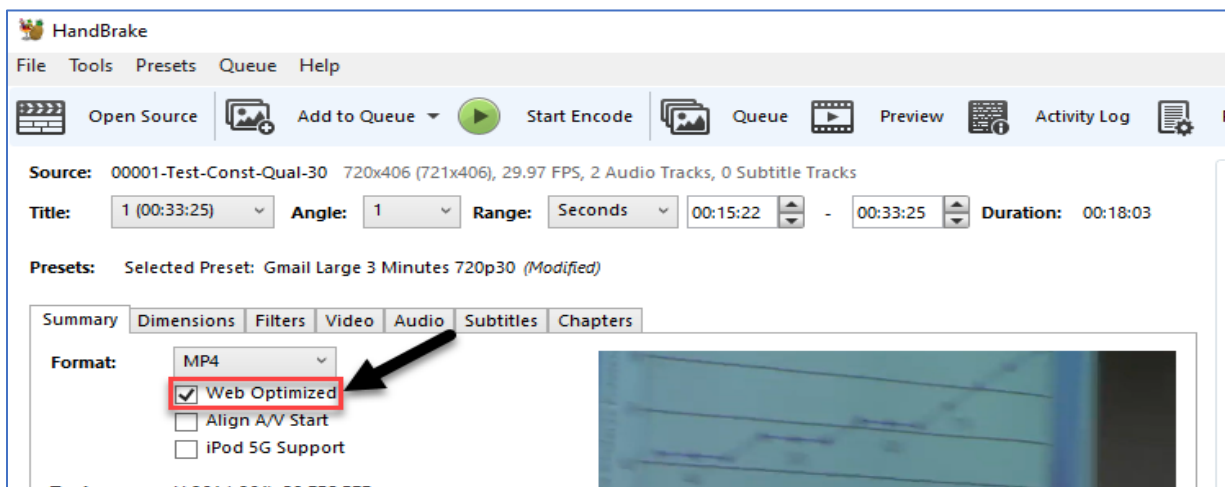 HandBrake
File Tools Presets Queue Help
Open Source Add to Queue Start Encode Queue Preview Activity Log
Source: 00001-Test-Const-Qual-30 720x406 (721x406), 29.97 FPS, 2 Audio Tracks, 0 Subtitle Tracks
Title: 1 (00:33:25) Angle: 1 Range: Seconds 00:15:22 - 00:33:25 Duration: 00:18:03
Presets: Selected Preset: Gmail Large 3 Minutes 720p30 (Modified)
Summary Dimensions Filters Video Audio Subtitles Chapters
Format: MP4
Web Optimized
Align A/V Start
iPod 5G Support